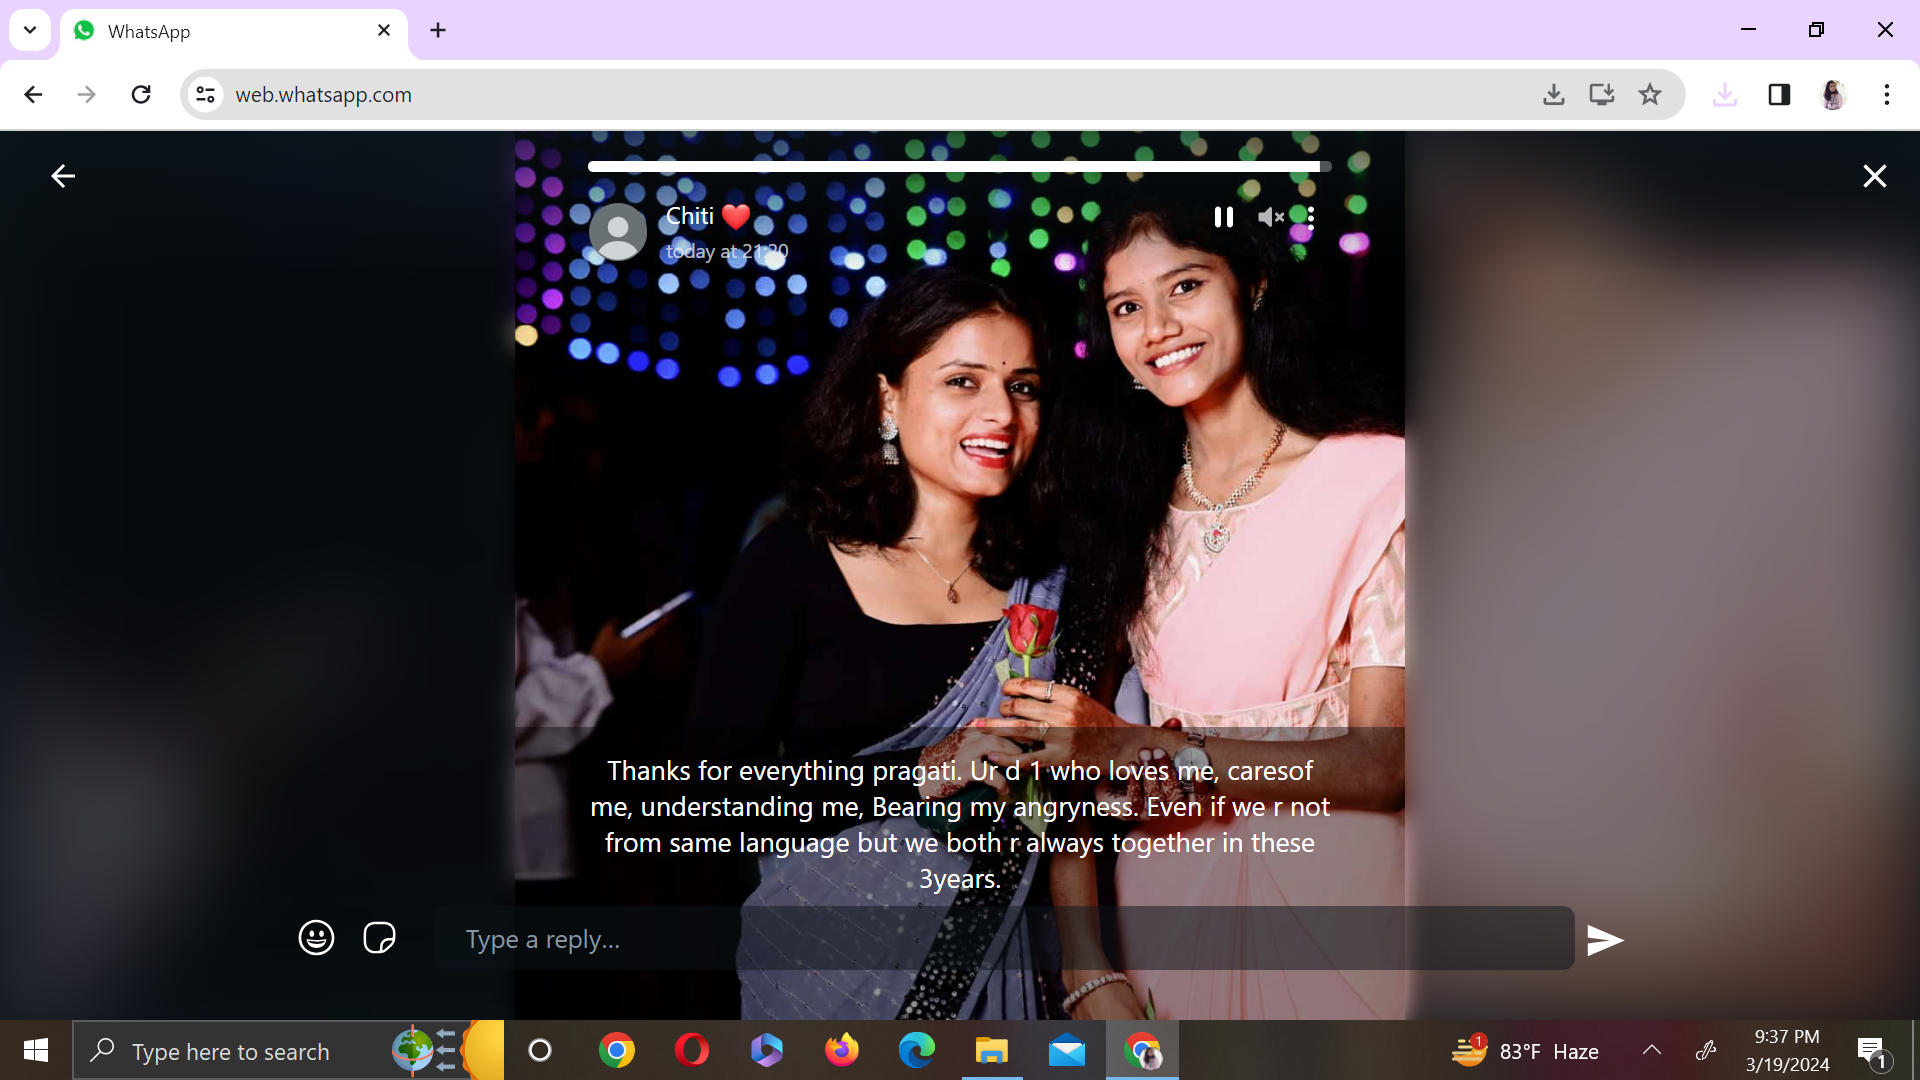 WhatsApp
web.whatsapp.com
Chiti
today at 21:20
Thanks for everything pragati. Ur d 1 who loves me, caresof
me, understanding me, Bearing my angryness. Even if we r not
from same language but we both r always together in these
3years.
Type a reply...
Type here to search
1
83°F Haze
9:37 PM
3/19/2024
1